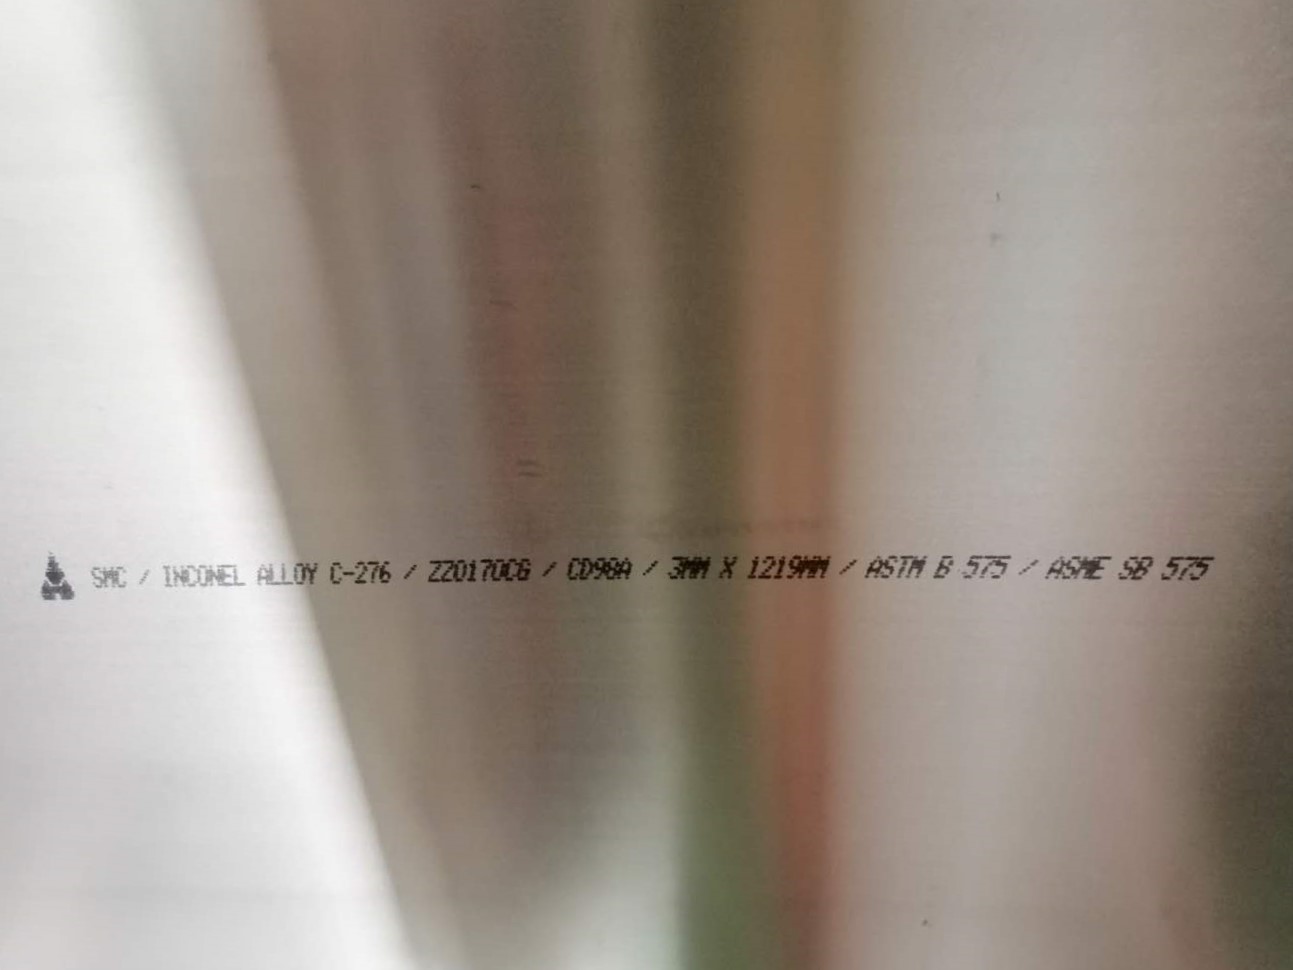 SMC / INCONEL ALLOY C-276 / ZZ0170CG / CD98A / 3MM X 1219MM / ASTM B 575 / ASME SB 575